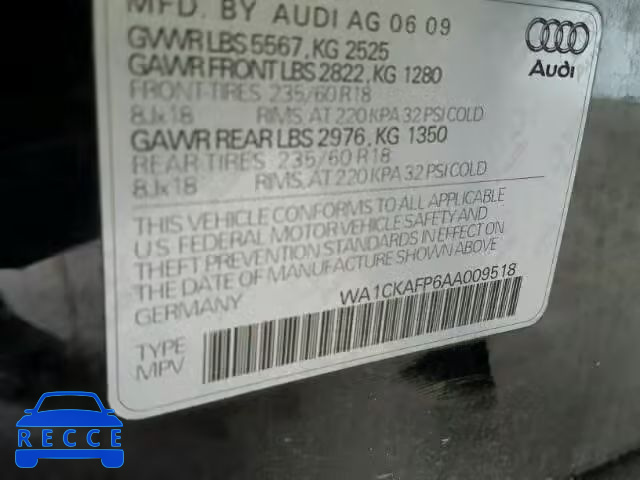 MFD. BY AUDI AG 06 09
GVWR LBS 5567, KG 2525
GAWR FRONT LBS 2822, KG 1280
FRONT-TIRES 235/60 R18
8Jx18 RIMS, AT 220 KPA 32 PSI COLD
GAWR REAR LBS 2976, KG 1350
REAR TIRES 235/60 R18
8Jx18 RIMS, AT 220 KPA 32 PSI COLD
THIS VEHICLE CONFORMS TO ALL APPLICABLE
US FEDERAL MOTOR VEHICLE SAFETY AND
THEFT PREVENTION STANDARDS IN EFFECT ON
THE DATE OF MANUFACTURE SHOWN ABOVE
GERMANY
WA1CKAFP6AA009518
TYPE
MPV
Audi
RECCE